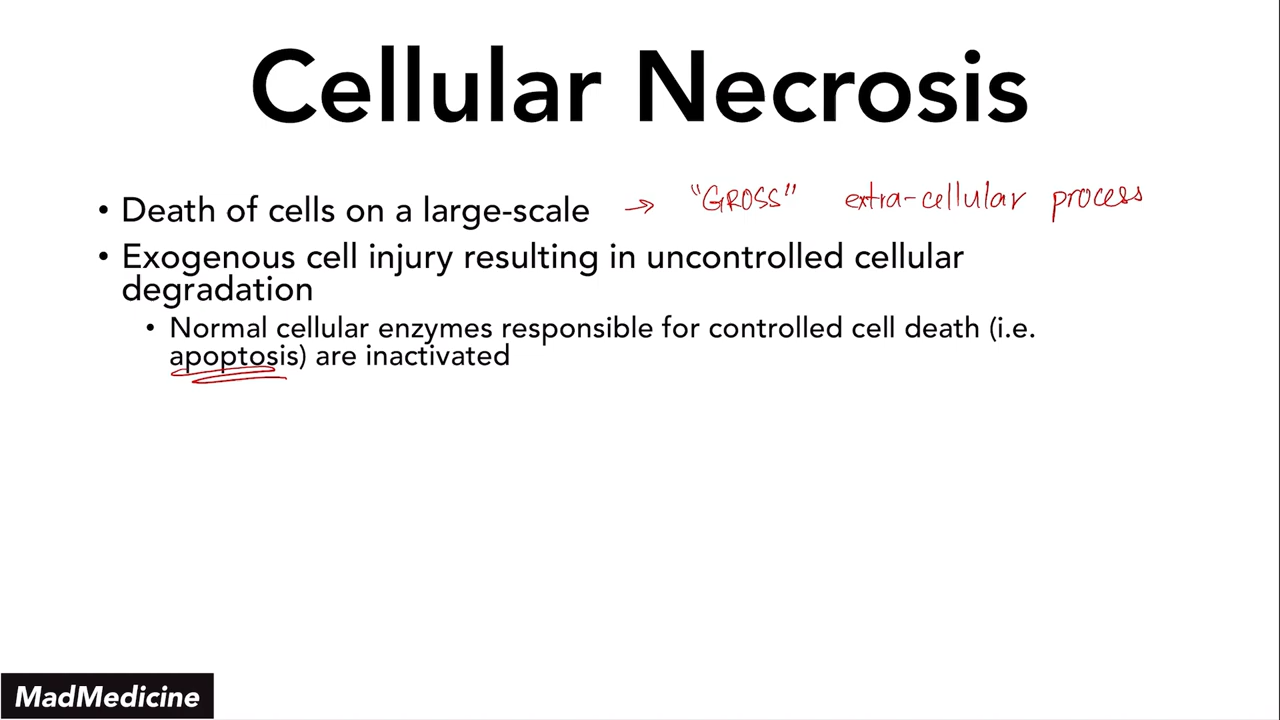 Cellular Necrosis
• Death of cells on a large-scale → "GROSS" extra-cellular process
• Exogenous cell injury resulting in uncontrolled cellular
degradation
• Normal cellular enzymes responsible for controlled cell death (i.e.
apoptosis) are inactivated
MadMedicine